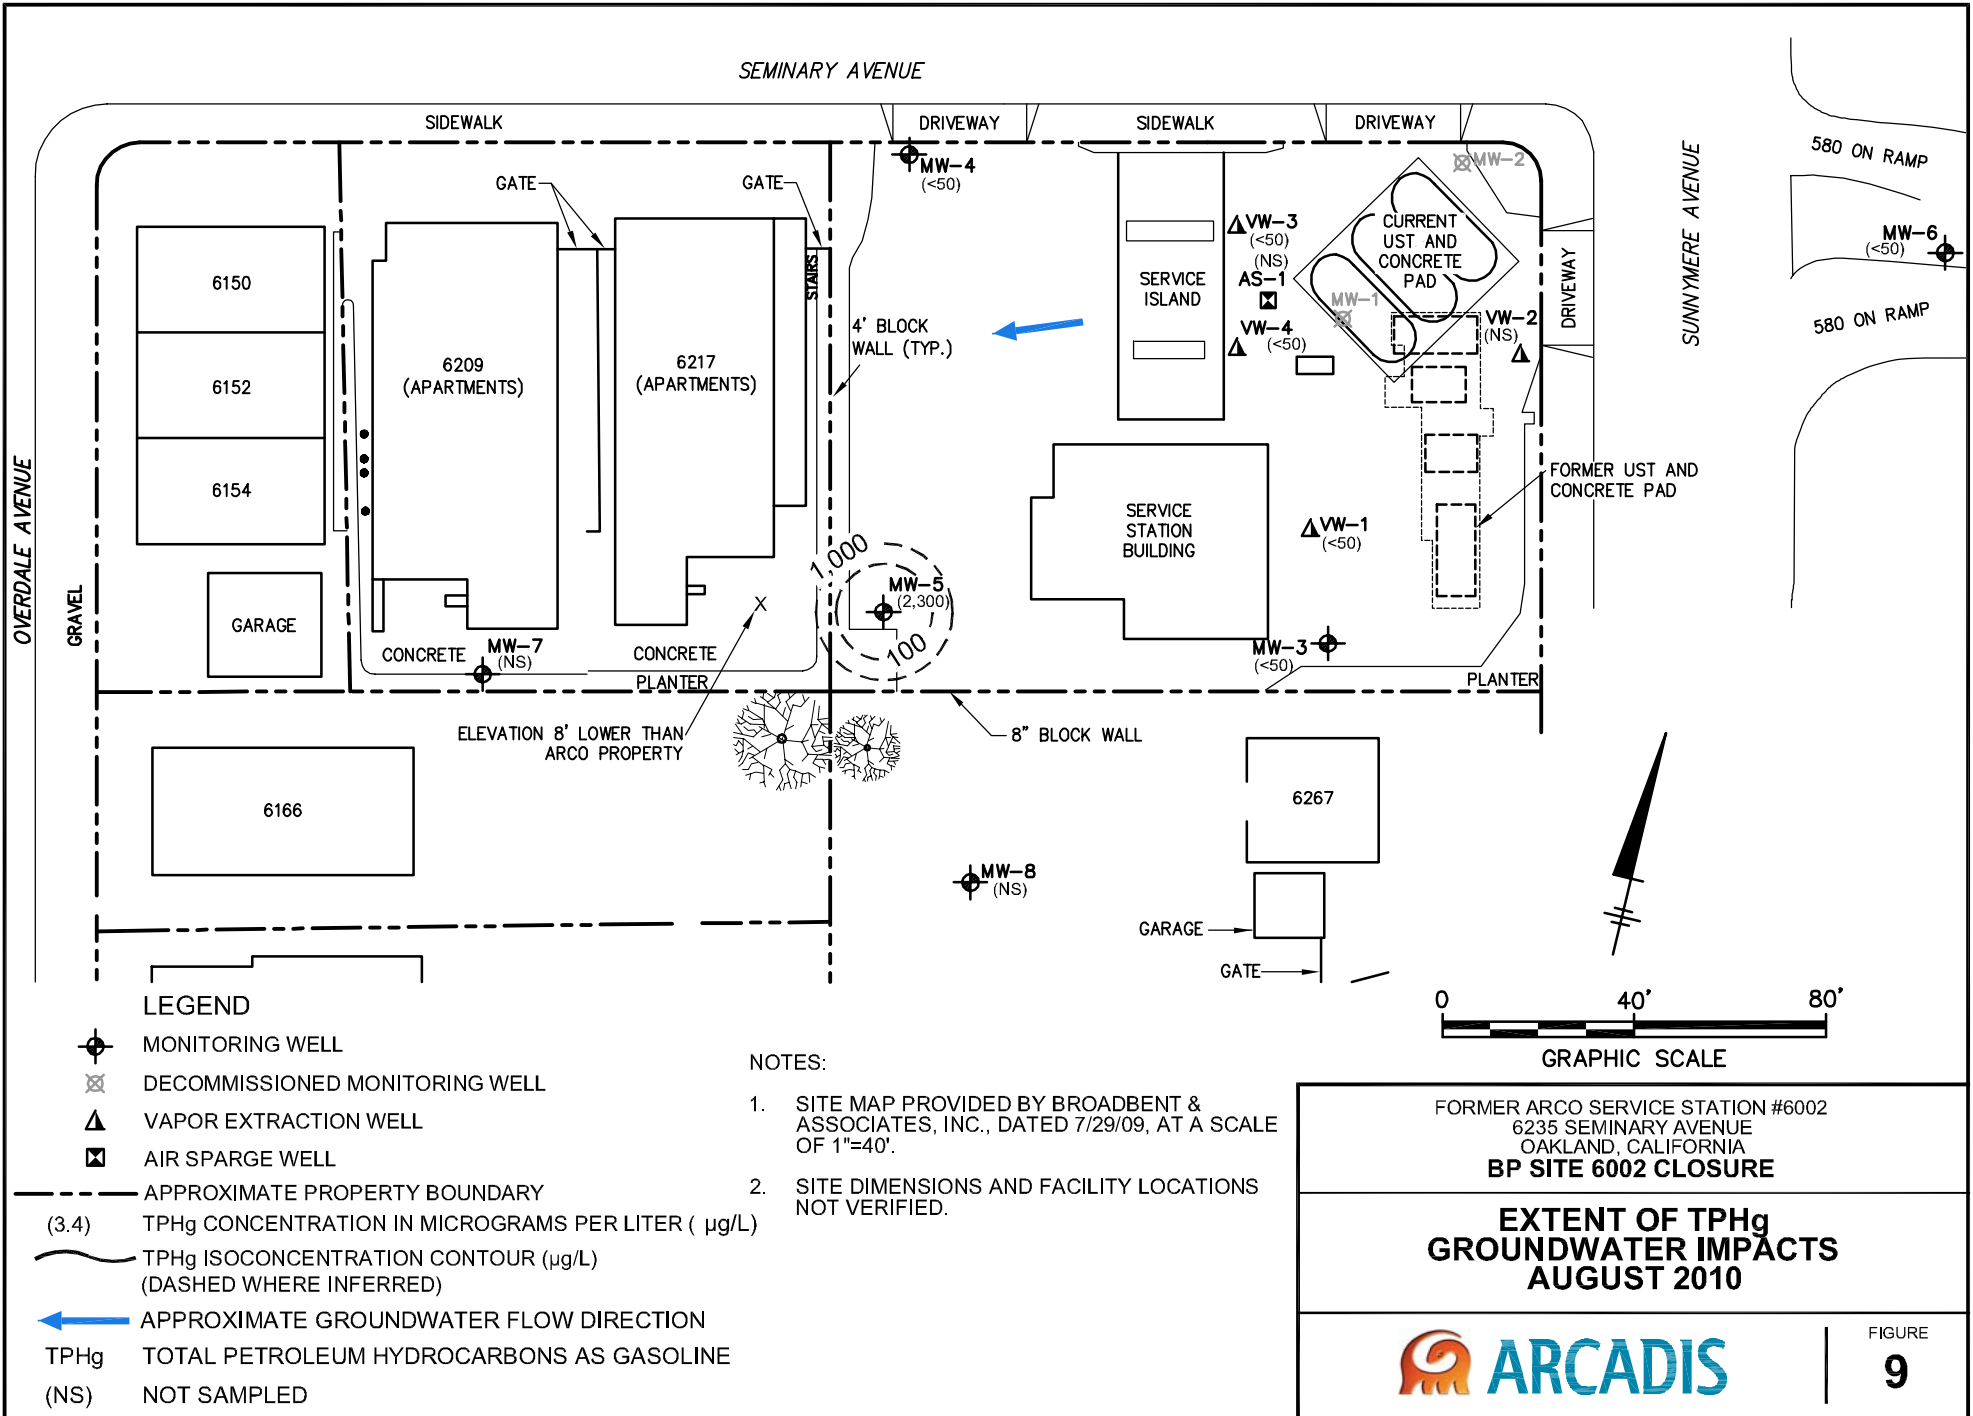 SEMINARY AVENUE
SIDEWALK
DRIVEWAY
SIDEWALK
DRIVEWAY
580 ON RAMP
MW-4
(<50)
MW-2
GATE
GATE
SUNNYMERE AVENUE
VW-3
(<50)
(NS)
AS-1
CURRENT
UST AND
CONCRETE
PAD
MW-6
(<50)
6150
STAIRS
SERVICE
ISLAND
MW-1
DRIVEWAY
580 ON RAMP
4' BLOCK
WALL (TYP.)
VW-4
(<50)
VW-2
(NS)
6209
(APARTMENTS)
6217
(APARTMENTS)
6152
6154
OVERDALE AVENUE
GRAVEL
FORMER UST AND
CONCRETE PAD
SERVICE
STATION
BUILDING
VW-1
(<50)
1,000
MW-5
(2,300)
100
X
GARAGE
CONCRETE
MW-7
(NS)
CONCRETE
PLANTER
MW-3
(<50)
PLANTER
ELEVATION 8' LOWER THAN
ARCO PROPERTY
8" BLOCK WALL
6166
6267
MW-8
(NS)
GARAGE
GATE
0 40' 80'
GRAPHIC SCALE
LEGEND
MONITORING WELL
DECOMMISSIONED MONITORING WELL
VAPOR EXTRACTION WELL
AIR SPARGE WELL
APPROXIMATE PROPERTY BOUNDARY
(3.4) TPHg CONCENTRATION IN MICROGRAMS PER LITER ( µg/L)
TPHg ISOCONCENTRATION CONTOUR (µg/L)
(DASHED WHERE INFERRED)
APPROXIMATE GROUNDWATER FLOW DIRECTION
TPHg TOTAL PETROLEUM HYDROCARBONS AS GASOLINE
(NS) NOT SAMPLED
NOTES:
1. SITE MAP PROVIDED BY BROADBENT &
ASSOCIATES, INC., DATED 7/29/09, AT A SCALE
OF 1"=40'.
2. SITE DIMENSIONS AND FACILITY LOCATIONS
NOT VERIFIED.
FORMER ARCO SERVICE STATION #6002
6235 SEMINARY AVENUE
OAKLAND, CALIFORNIA
BP SITE 6002 CLOSURE
EXTENT OF TPHg
GROUNDWATER IMPACTS
AUGUST 2010
ARCADIS
FIGURE
9